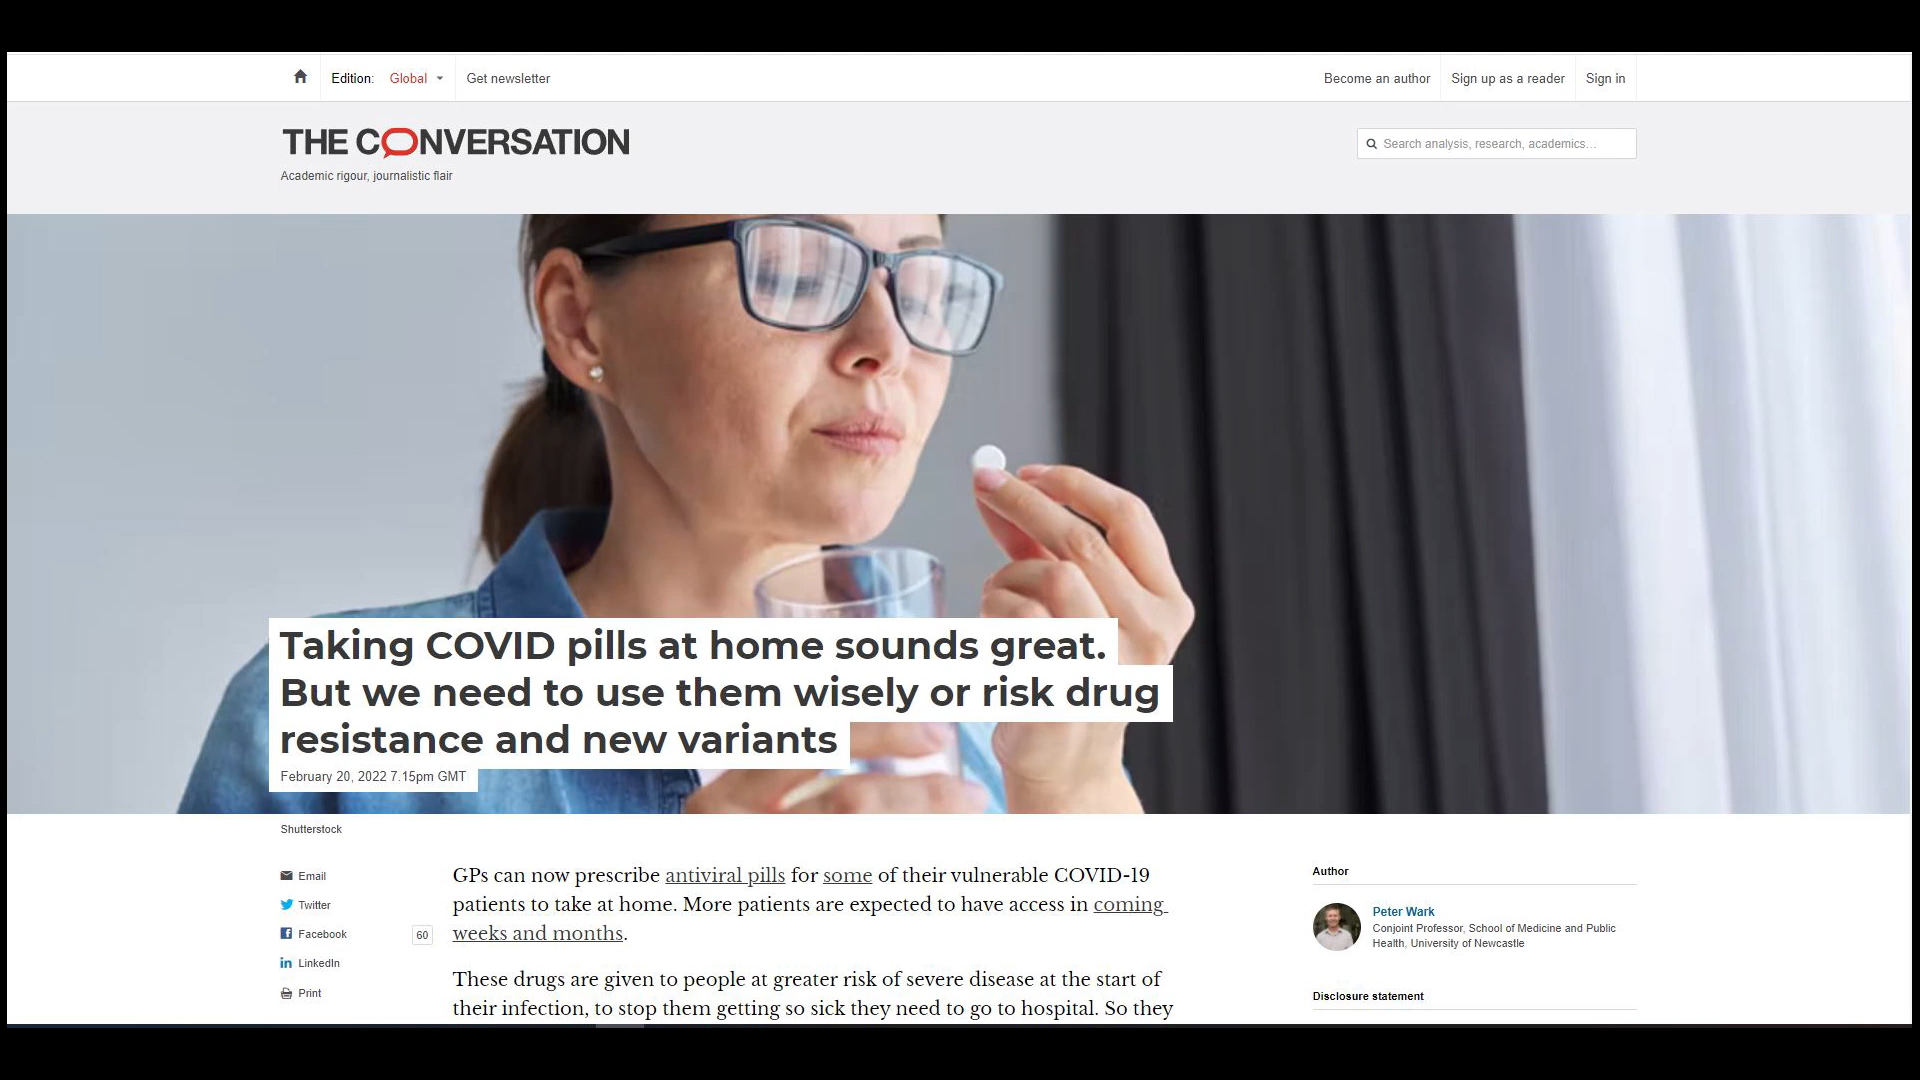 Edition: Global
Get newsletter
Become an author
Sign up as a reader
Sign in
THE CONVERSATION
Academic rigour, journalistic flair
Search analysis, research, academics...
Taking COVID pills at home sounds great.
But we need to use them wisely or risk drug
resistance and new variants
February 20, 2022 7.15pm GMT
Shutterstock
Email
Twitter
Facebook
60
LinkedIn
Print
GPs can now prescribe antiviral pills for some of their vulnerable COVID-19
patients to take at home. More patients are expected to have access in coming
weeks and months.
These drugs are given to people at greater risk of severe disease at the start of
their infection, to stop them getting so sick they need to go to hospital. So they
Author
Peter Wark
Conjoint Professor, School of Medicine and Public
Health, University of Newcastle
Disclosure statement